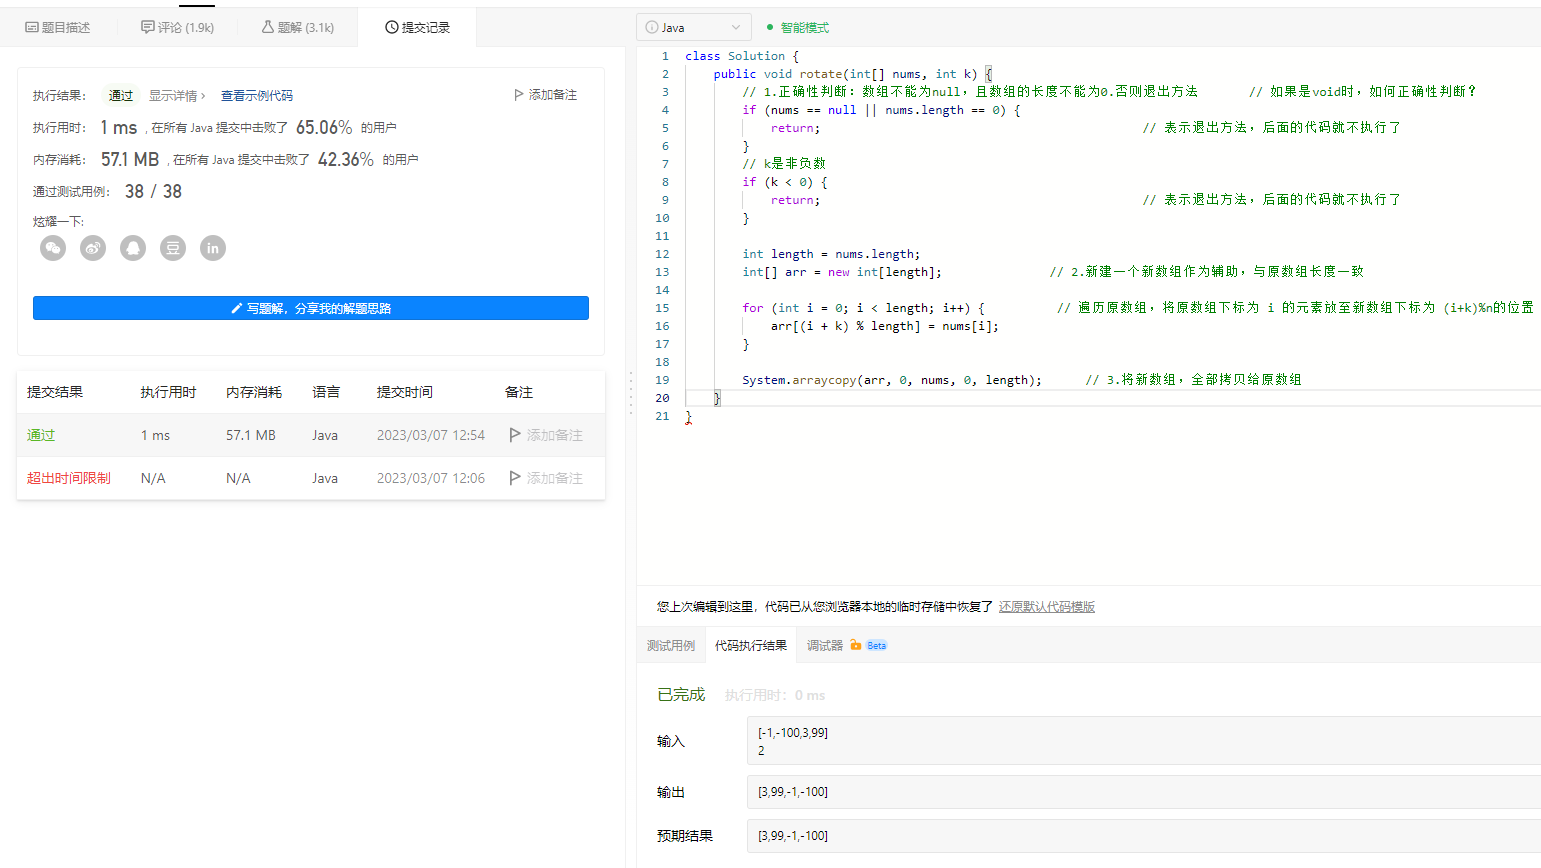 题目描述 评论 (1.9k) 题解 (3.1k) 提交记录
执行结果： 通过 显示详情 › 查看示例代码 添加备注
执行用时： 1 ms , 在所有 Java 提交中击败了 65.06% 的用户
内存消耗： 57.1 MB , 在所有 Java 提交中击败了 42.36% 的用户
通过测试用例： 38 / 38
炫耀一下:
豆 in
写题解，分享我的解题思路
提交结果 执行用时 内存消耗 语言 提交时间 备注
通过 1 ms 57.1 MB Java 2023/03/07 12:54 添加备注
超出时间限制 N/A N/A Java 2023/03/07 12:06 添加备注
Java 智能模式
1 class Solution {
2     public void rotate(int[] nums, int k) {
3         // 1.正确性判断：数组不能为null，且数组的长度不能为0.否则退出方法 // 如果是void时，如何正确性判断？
4         if (nums == null || nums.length == 0) {
5             return; // 表示退出方法，后面的代码就不执行了
6         }
7         // k是非负数
8         if (k < 0) {
9             return; // 表示退出方法，后面的代码就不执行了
10         }
11
12         int length = nums.length;
13         int[] arr = new int[length]; // 2.新建一个新数组作为辅助，与原数组长度一致
14
15         for (int i = 0; i < length; i++) { // 遍历原数组，将原数组下标为 i 的元素放至新数组下标为 (i+k)%n的位置
16             arr[(i + k) % length] = nums[i];
17         }
18
19         System.arraycopy(arr, 0, nums, 0, length); // 3.将新数组，全部拷贝给原数组
20     }
21 }
您上次编辑到这里，代码已从您浏览器本地的临时存储中恢复了 还原默认代码模版
测试用例 代码执行结果 调试器 Beta
已完成 执行用时：0 ms
输入 [-1,-100,3,99]
2
输出 [3,99,-1,-100]
预期结果 [3,99,-1,-100]